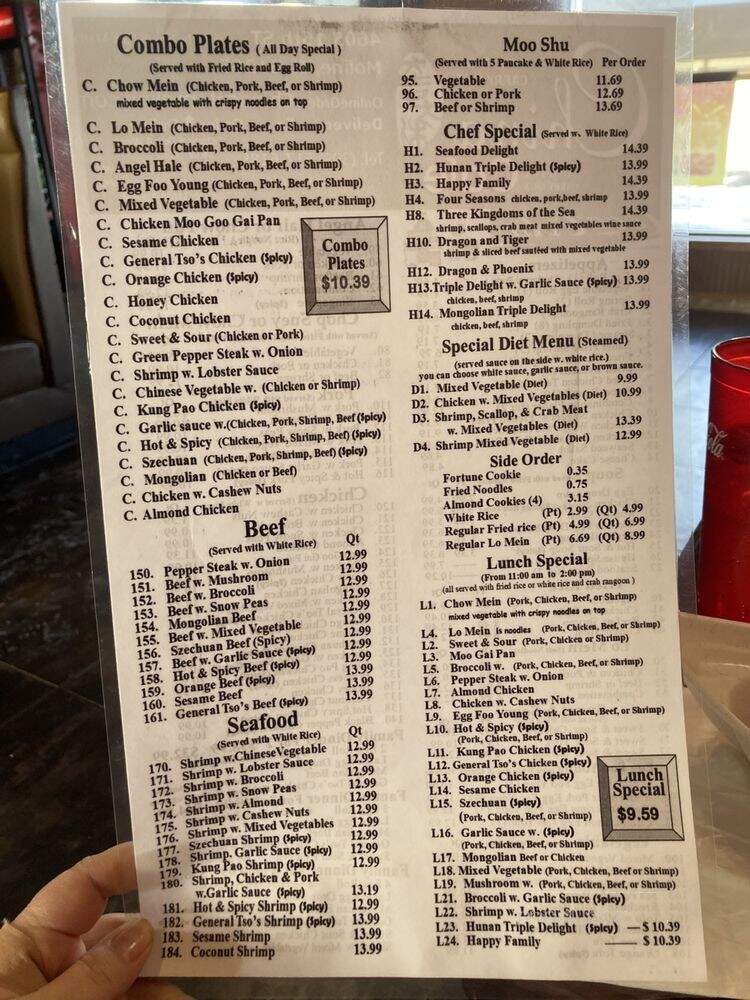 Combo Plates ( All Day Special )
(Served with Fried Rice and Egg Roll)
C. Chow Mein (Chicken, Pork, Beef, or Shrimp)
mixed vegetable with crispy noodles on top
C. Lo Mein (Chicken, Pork, Beef, or Shrimp)
C. Broccoli (Chicken, Pork, Beef, or Shrimp)
C. Angel Hale (Chicken, Pork, Beef, or Shrimp)
C. Egg Foo Young (Chicken, Pork, Beef, or Shrimp)
C. Mixed Vegetable (Chicken, Pork, Beef, or Shrimp)
C. Chicken Moo Goo Gai Pan
C. Sesame Chicken
C. General Tso's Chicken (Spicy)
C. Orange Chicken (Spicy)
C. Honey Chicken
C. Coconut Chicken
C. Sweet & Sour (Chicken or Pork)
C. Green Pepper Steak w. Onion
C. Shrimp w. Lobster Sauce
C. Chinese Vegetable w. (Chicken or Shrimp)
C. Kung Pao Chicken (Spicy)
C. Garlic sauce w.(Chicken, Pork, Shrimp, Beef (Spicy)
C. Hot & Spicy (Chicken, Pork, Shrimp, Beef) (Spicy)
C. Szechuan (Chicken, Pork, Shrimp, Beef) (Spicy)
C. Mongolian (Chicken or Beef)
C. Chicken w. Cashew Nuts
C. Almond Chicken
Combo
Plates
$10.39
Beef
(Served with White Rice) Qt
150. Pepper Steak w. Onion 12.99
151. Beef w. Mushroom 12.99
152. Beef w. Broccoli 12.99
153. Beef w. Snow Peas 12.99
154. Mongolian Beef 12.99
155. Beef w. Mixed Vegetable 12.99
156. Szechuan Beef (Spicy) 12.99
157. Beef w. Garlic Sauce (Spicy) 12.99
158. Hot & Spicy Beef (Spicy) 12.99
159. Orange Beef (Spicy) 13.99
160. Sesame Beef 13.99
161. General Tso's Beef (Spicy) 13.99
Seafood
(Served with White Rice) Qt
170. Shrimp w.ChineseVegetable 12.99
171. Shrimp w. Lobster Sauce 12.99
172. Shrimp w. Broccoli 12.99
173. Shrimp w. Snow Peas 12.99
174. Shrimp w. Almond 12.99
175. Shrimp w. Cashew Nuts 12.99
176. Shrimp w. Mixed Vegetables 12.99
177. Szechuan Shrimp (Spicy) 12.99
178. Shrimp. Garlic Sauce (Spicy) 12.99
179. Kung Pao Shrimp (Spicy) 12.99
180. Shrimp, Chicken & Pork
w.Garlic Sauce (Spicy) 13.19
181. Hot & Spicy Shrimp (Spicy) 12.99
182. General Tso's Shrimp (Spicy) 13.99
183. Sesame Shrimp 13.99
184. Coconut Shrimp 13.99
Moo Shu
(Served with 5 Pancake & White Rice) Per Order
95. Vegetable 11.69
96. Chicken or Pork 12.69
97. Beef or Shrimp 13.69
Chef Special (Served w. White Rice)
H1. Seafood Delight 14.39
H2. Hunan Triple Delight (Spicy) 13.99
H3. Happy Family 14.39
H4. Four Seasons chicken, pork,beef, shrimp 13.99
H8. Three Kingdoms of the Sea 14.39
shrimp, scallops, crab meat mixed vegetables wine sauce
H10. Dragon and Tiger 13.99
shrimp & sliced beef sautéed with mixed vegetable
H12. Dragon & Phoenix 13.99
H13.Triple Delight w. Garlic Sauce (Spicy) 13.99
chicken, beef, shrimp
H14. Mongolian Triple Delight 13.99
chicken, beef, shrimp
Special Diet Menu (Steamed)
(served sauce on the side w. white rice.)
you can choose white sauce, garlic sauce, or brown sauce.
D1. Mixed Vegetable (Diet) 9.99
D2. Chicken w. Mixed Vegetables (Diet) 10.99
D3. Shrimp, Scallop, & Crab Meat
w. Mixed Vegetables (Diet) 13.39
D4. Shrimp Mixed Vegetable (Diet) 12.99
Side Order
Fortune Cookie 0.35
Fried Noodles 0.75
Almond Cookies (4) 3.15
White Rice (Pt) 2.99 (Qt) 4.99
Regular Fried rice (Pt) 4.99 (Qt) 6.99
Regular Lo Mein (Pt) 6.69 (Qt) 8.99
Lunch Special
(From 11:00 am to 2:00 pm)
(all served with fried rice or white rice and crab rangoon )
L1. Chow Mein (Pork, Chicken, Beef, or Shrimp)
mixed vegetable with crispy noodles on top
L4. Lo Mein is noodles (Pork, Chicken, Beef, or Shrimp)
L2. Sweet & Sour (Pork, Chicken or Shrimp)
L3. Moo Gai Pan
L5. Broccoli w. (Pork, Chicken, Beef, or Shrimp)
L6. Pepper Steak w. Onion
L7. Almond Chicken
L8. Chicken w. Cashew Nuts
L9. Egg Foo Young (Pork, Chicken, Beef, or Shrimp)
L10. Hot & Spicy (Spicy)
(Pork, Chicken, Beef, or Shrimp)
L11. Kung Pao Chicken (Spicy)
L12. General Tso's Chicken (Spicy)
L13. Orange Chicken (Spicy)
L14. Sesame Chicken
L15. Szechuan (Spicy)
(Pork, Chicken, Beef, or Shrimp)
L16. Garlic Sauce w. (Spicy)
(Pork, Chicken, Beef, or Shrimp)
L17. Mongolian Beef or Chicken
L18. Mixed Vegetable (Pork, Chicken, Beef or Shrimp)
L19. Mushroom w. (Pork, Chicken, Beef, or Shrimp)
L21. Broccoli w. Garlic Sauce (Spicy)
L22. Shrimp w. Lobster Sauce
L23. Hunan Triple Delight (Spicy) — $ 10.39
L24. Happy Family — $ 10.39
Lunch
Special
$9.59